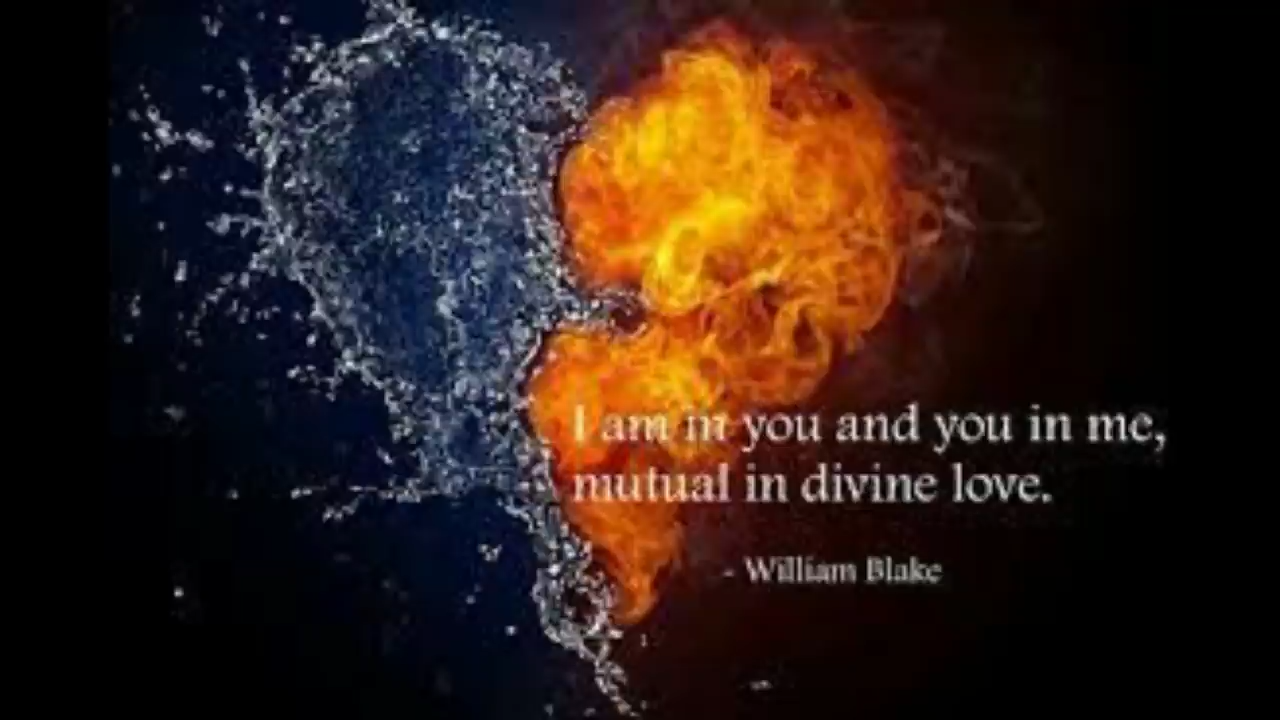 I am in you and you in me,
mutual in divine love.
- William Blake